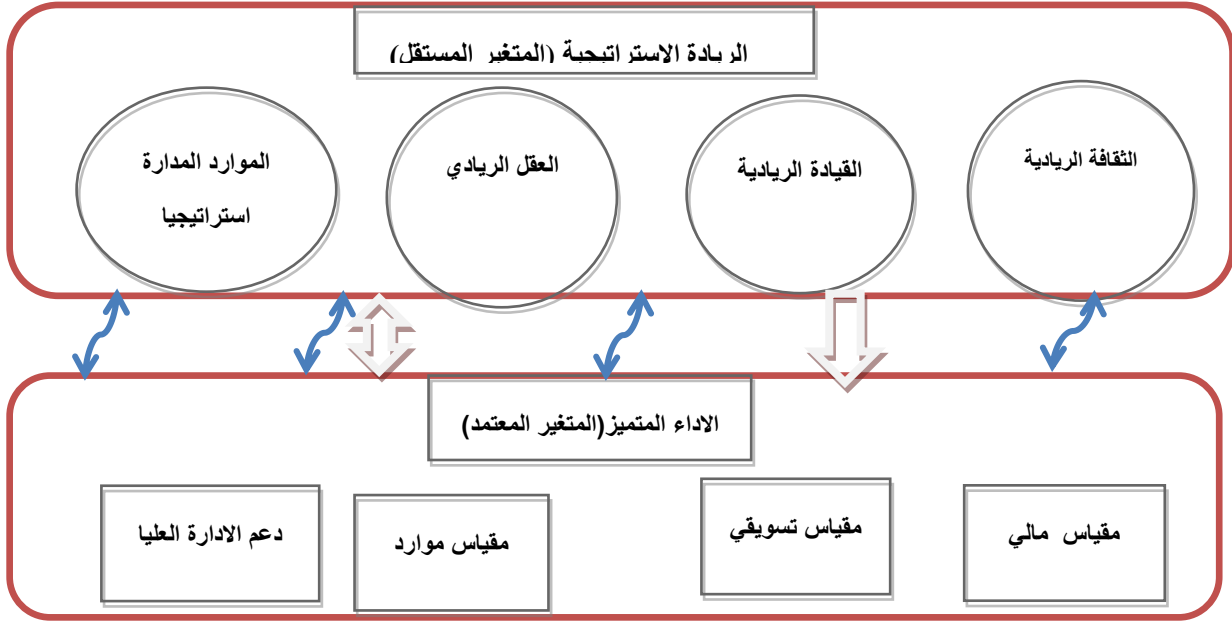 الريادة الاستراتيجية (المتغير المستقل)
الثقافة الريادية
القيادة الريادية
العقل الريادي
الموارد المدارة
استراتيجيا
الاداء المتميز(المتغير المعتمد)
مقياس مالي
مقياس تسويقي
مقياس موارد
دعم الادارة العليا